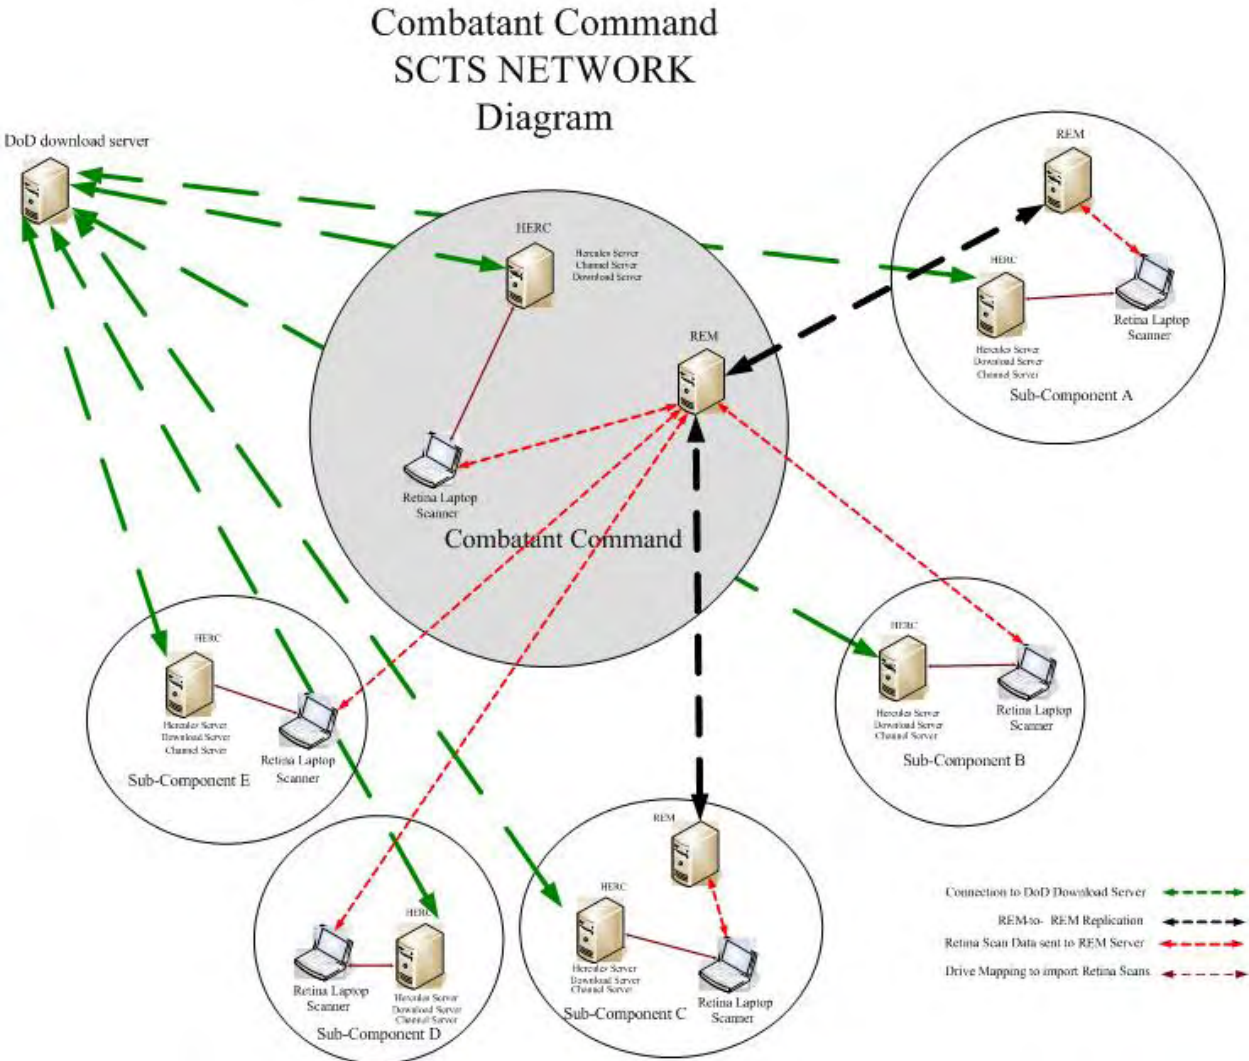 Combatant Command
SCTS NETWORK
Diagram
DoD download server
HERC
Hercules Server
Channel Server
Download Server
REM
Retina Laptop
Scanner
Combatant Command
REM
HERC
Retina Laptop
Scanner
Hercules Server
Download Server
Channel Server
Sub-Component A
HERC
Hercules Server
Download Server
Channel Server
Retina Laptop
Scanner
Sub-Component B
HERC
Hercules Server
Download Server
Channel Server
Retina Laptop
Scanner
Sub-Component E
REM
HERC
Hercules Server
Download Server
Channel Server
Retina Laptop
Scanner
Sub-Component C
HERC
Retina Laptop
Scanner
Hercules Server
Download Server
Channel Server
Sub-Component D
Connection to DoD Download Server
REM-to- REM Replication
Retina Scan Data sent to REM Server
Drive Mapping to import Retina Scans